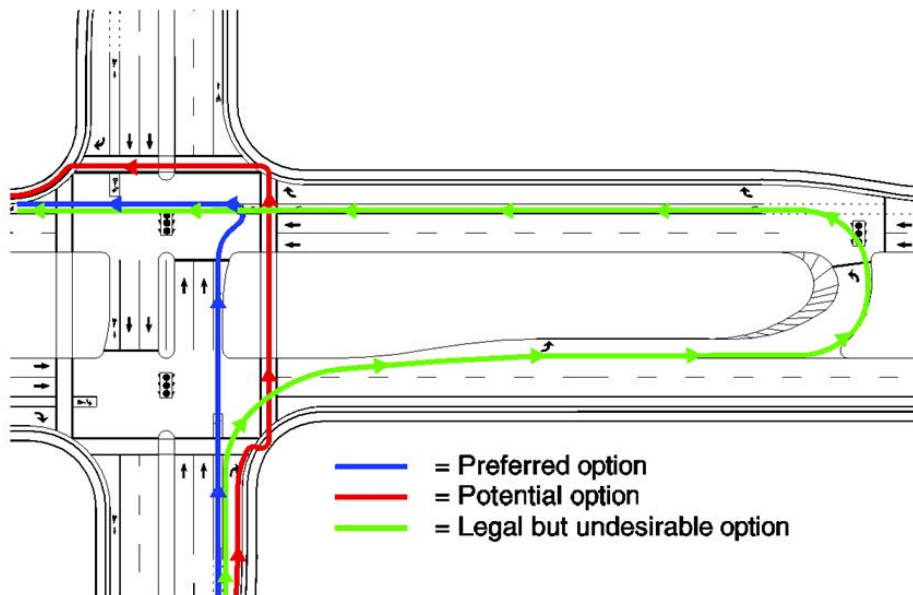 = Preferred option
= Potential option
= Legal but undesirable option